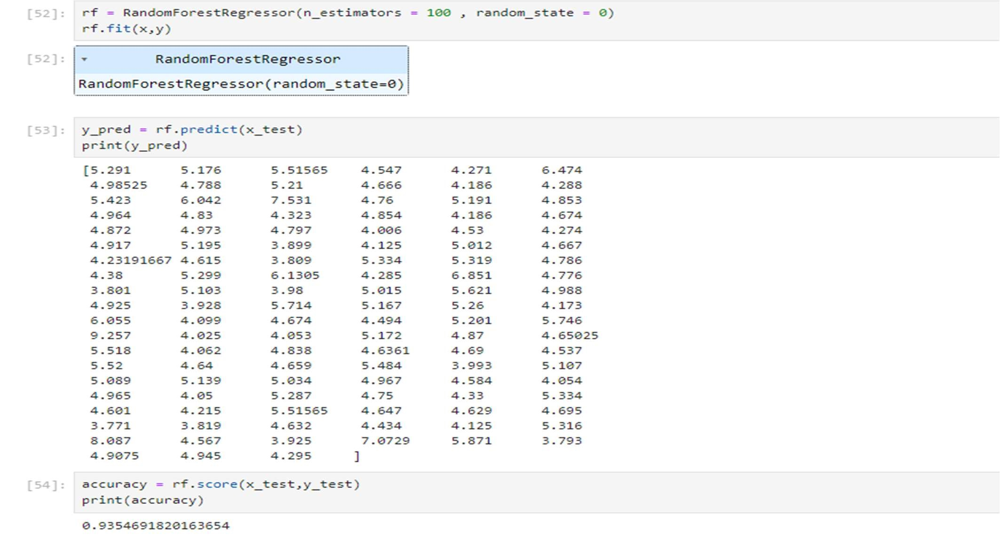 [52]: rf = RandomForestRegressor(n_estimators = 100 , random_state = 0)
rf.fit(x,y)
[52]: RandomForestRegressor
RandomForestRegressor(random_state=0)
[53]: y_pred = rf.predict(x_test)
print(y_pred)
[5.291 5.176 5.51565 4.547 4.271 6.474
4.98525 4.788 5.21 4.666 4.186 4.288
5.423 6.042 7.531 4.76 5.191 4.853
4.964 4.83 4.323 4.854 4.186 4.674
4.872 4.973 4.797 4.006 4.53 4.274
4.917 5.195 3.899 4.125 5.012 4.667
4.23191667 4.615 3.809 5.334 5.319 4.786
4.38 5.299 6.1305 4.285 6.851 4.776
3.801 5.103 3.98 5.015 5.621 4.988
4.925 3.928 5.714 5.167 5.26 4.173
6.055 4.099 4.674 4.494 5.201 5.746
9.257 4.025 4.053 5.172 4.87 4.65025
5.518 4.062 4.838 4.6361 4.69 4.537
5.52 4.64 4.659 5.484 3.993 5.107
5.089 5.139 5.034 4.967 4.584 4.054
4.965 4.05 5.287 4.75 4.33 5.334
4.601 4.215 5.51565 4.647 4.629 4.695
3.771 3.819 4.632 4.434 4.125 5.316
8.087 4.567 3.925 7.0729 5.871 3.793
4.9075 4.945 4.295 ]
[54]: accuracy = rf.score(x_test,y_test)
print(accuracy)
0.9354691820163654